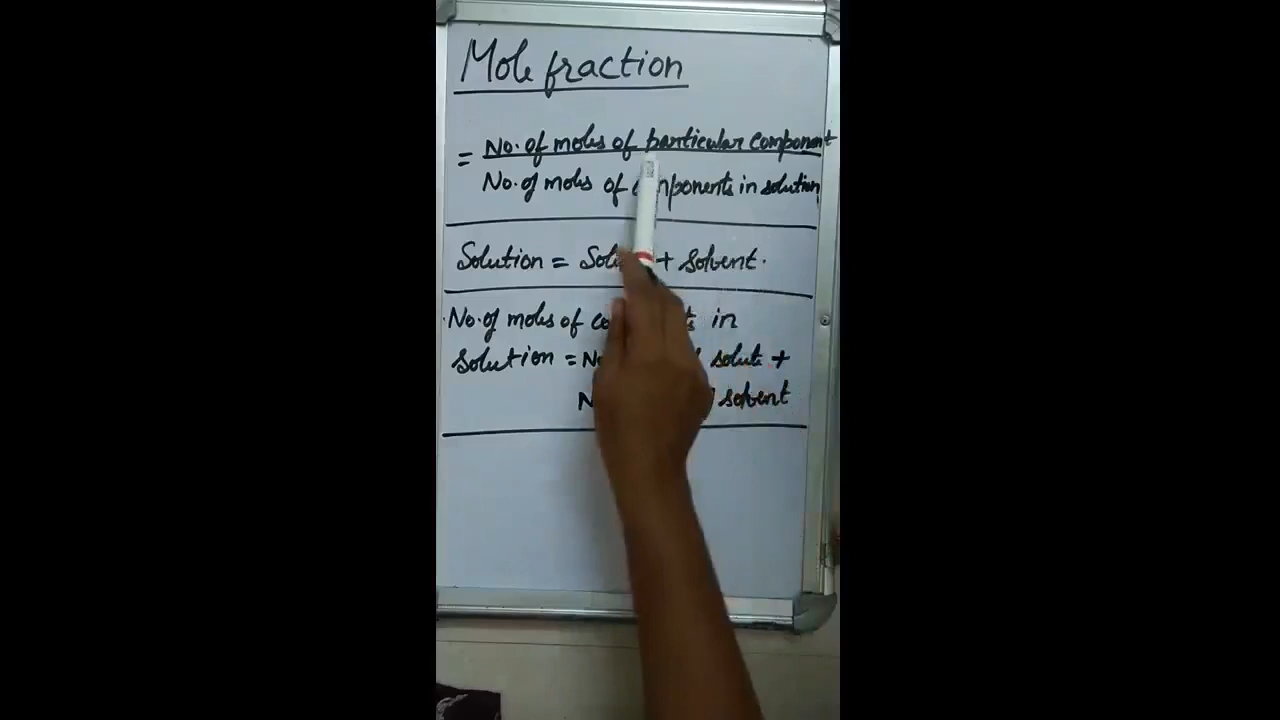 Mole fraction
= No. of moles of particular component
No. of moles of components in solution
Solution = + Solvent.
No. of moles of in
solution = solute +
solvent